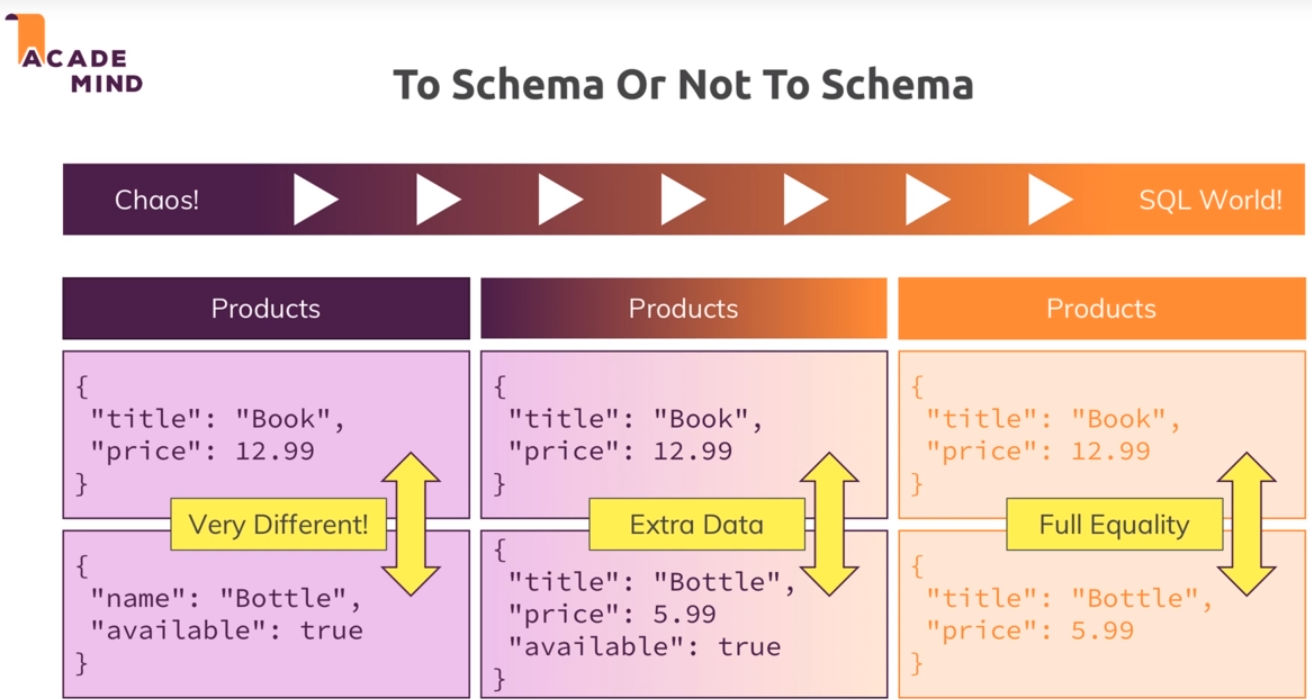 ACADE
MIND
To Schema Or Not To Schema
Chaos!
SQL World!
Products
{
"title": "Book",
"price": 12.99
}
Very Different!
{
"name": "Bottle",
"available": true
}
Products
{
"title": "Book",
"price": 12.99
}
Extra Data
{
"title": "Bottle",
"price": 5.99
"available": true
}
Products
{
"title": "Book",
"price": 12.99
}
Full Equality
{
"title": "Bottle",
"price": 5.99
}